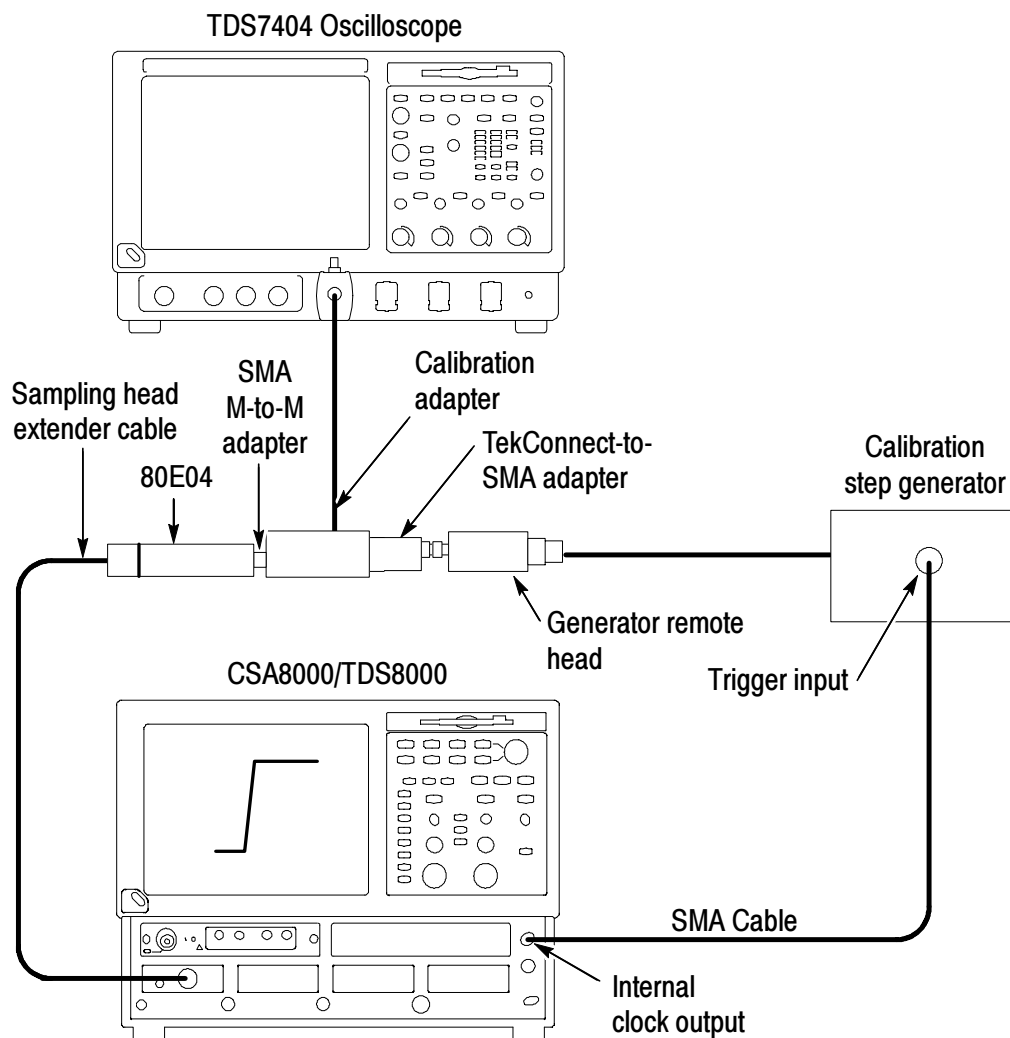 TDS7404 Oscilloscope
Sampling head
extender cable
SMA
M-to-M
adapter
Calibration
adapter
80E04
TekConnect-to-
SMA adapter
Calibration
step generator
Generator remote
head
Trigger input
CSA8000/TDS8000
SMA Cable
Internal
clock output